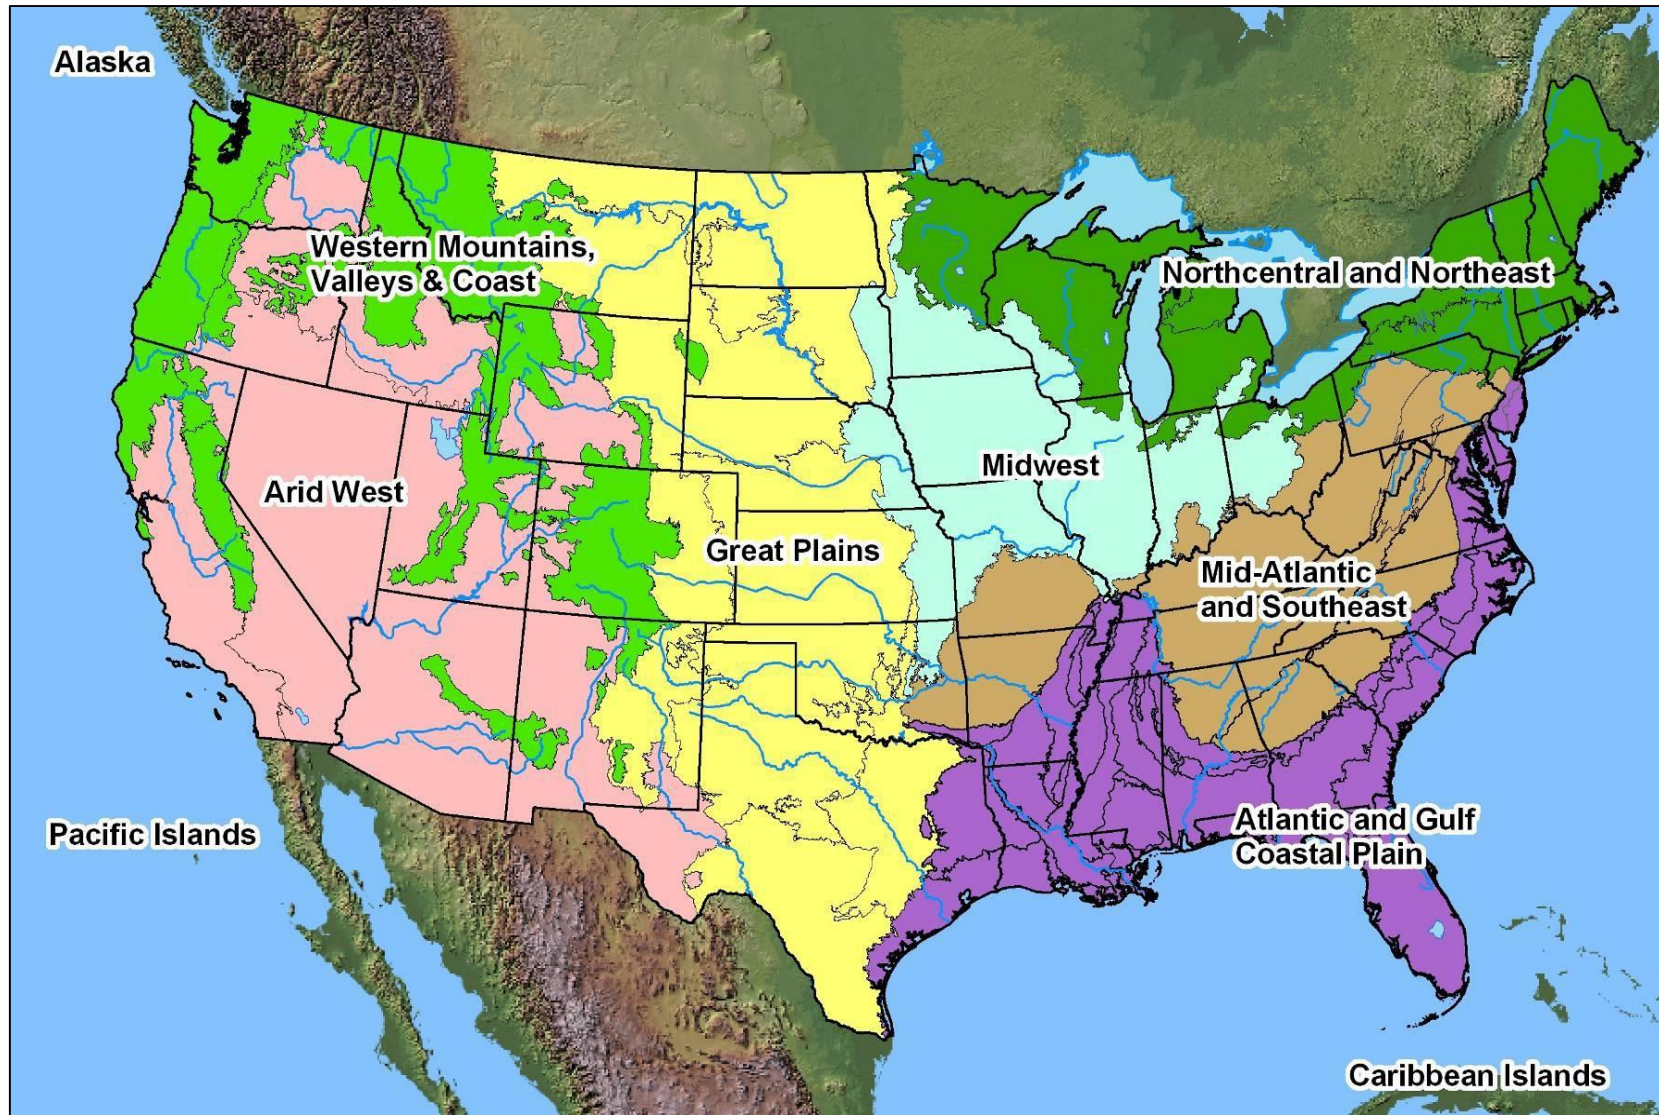 Alaska
Western Mountains,
Valleys & Coast
Northcentral and Northeast
Arid West
Midwest
Great Plains
Mid-Atlantic
and Southeast
Pacific Islands
Atlantic and Gulf
Coastal Plain
Caribbean Islands